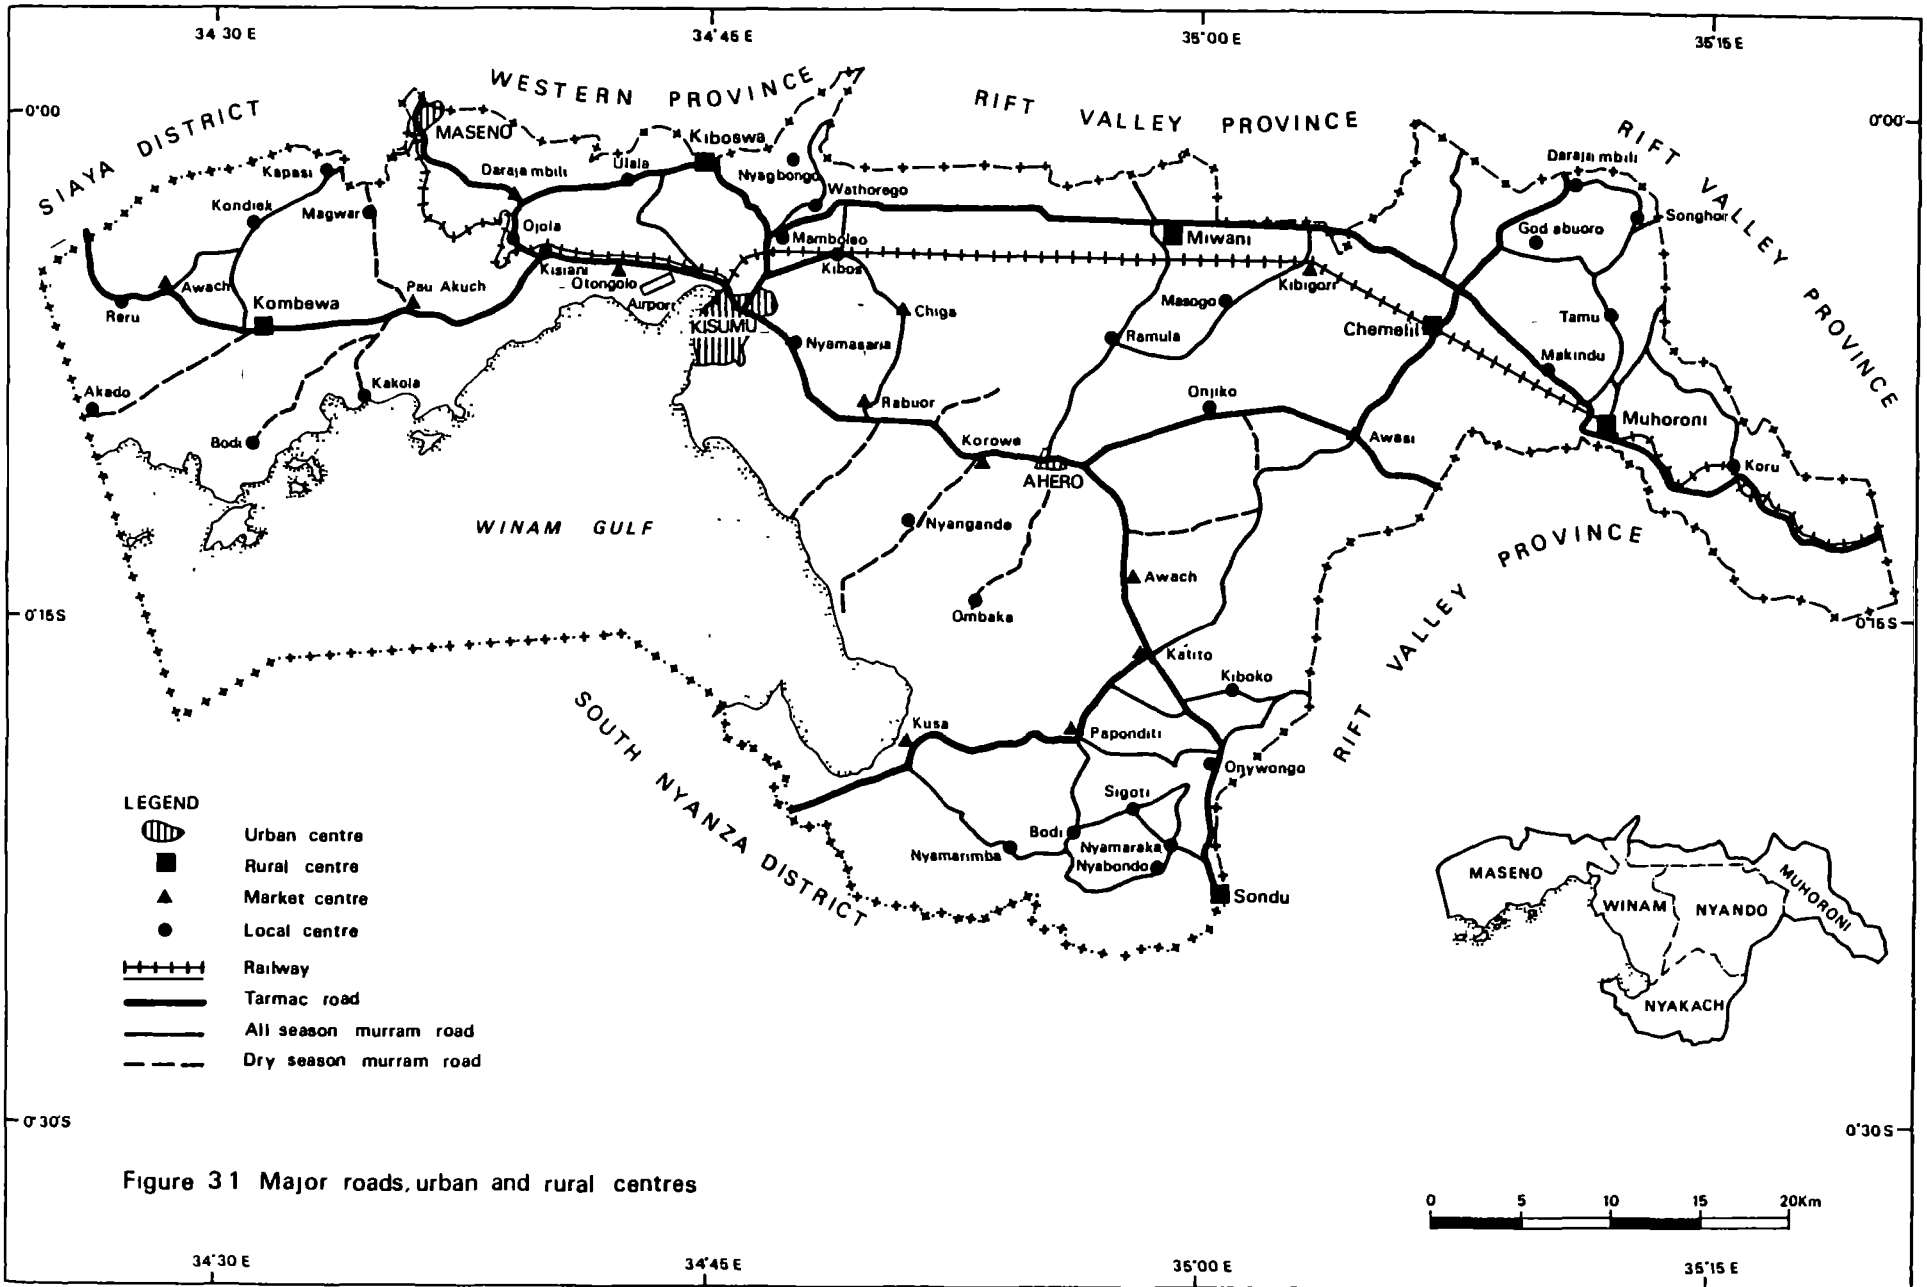 34°30 E
34°45 E
35°00 E
35°15 E
0°00
0°00'
SIAYA DISTRICT
WESTERN PROVINCE
RIFT VALLEY PROVINCE
RIFT VALLEY PROVINCE
MASENO
Kiboswa
Daraja mbili
Kapasi
Daraja mbili
Ulala
Nyagbongo
Wathorego
Kondiek
Magwar
Songhor
Ojola
God abuoro
Mamboleo
Miwani
Kisiani
Kibos
Otongolo
Kibigori
Awach
Pau Akuch
Airport
Masogo
Reru
Kombewa
Chiga
Tamu
KISUMU
Chemelil
Nyamasaria
Ramula
Makindu
Akado
Kakola
Onjiko
Rabuor
Muhoroni
Bodi
Korowe
Awasi
Koru
AHERO
WINAM GULF
Nyangande
RIFT VALLEY PROVINCE
Awach
Ombaka
0°15S
0°15S
Katito
Kiboko
SOUTH NYANZA DISTRICT
Kusa
Paponditi
Onywongo
Sigoti
Bodi
Nyamarimba
Nyamaraka
Nyabondo
Sondu
LEGEND
Urban centre
Rural centre
Market centre
Local centre
Railway
Tarmac road
All season murram road
Dry season murram road
MASENO
WINAM
NYANDO
MUHORONI
NYAKACH
0°30'S
0°30S
Figure 31 Major roads, urban and rural centres
0 5 10 15 20Km
34°30 E
34°45 E
35°00 E
35°15 E